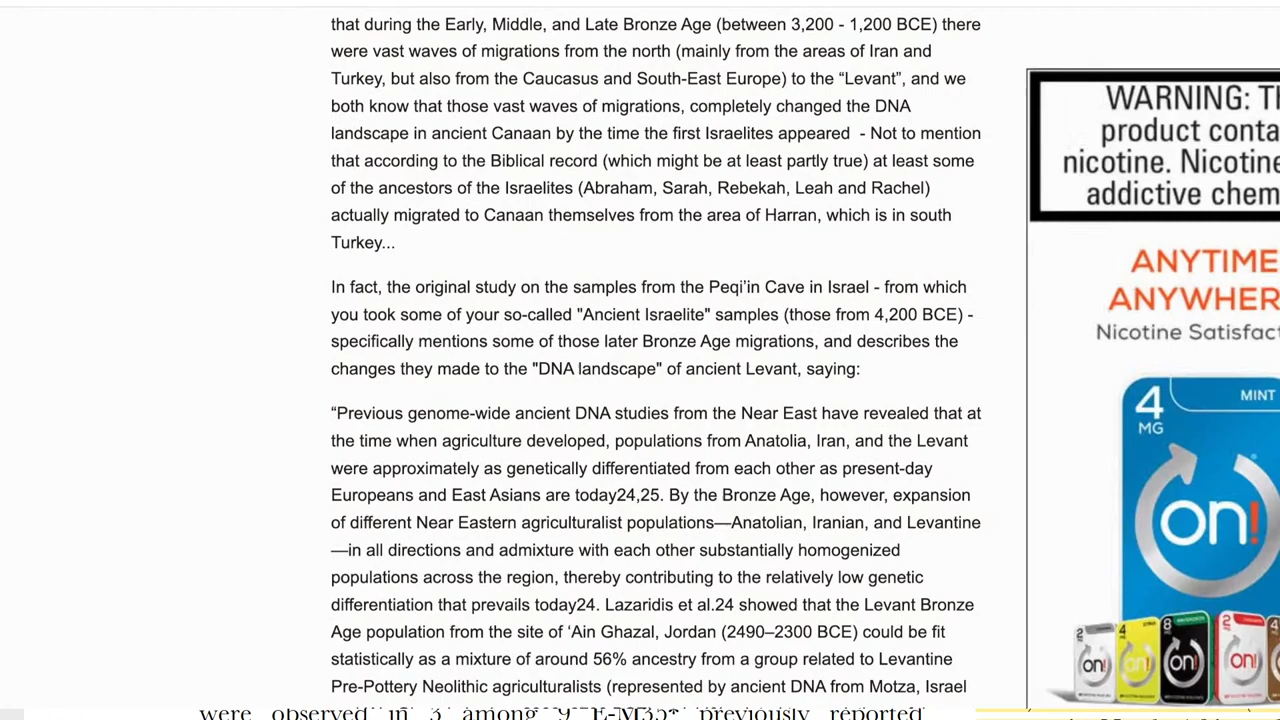 that during the Early, Middle, and Late Bronze Age (between 3,200 - 1,200 BCE) there
were vast waves of migrations from the north (mainly from the areas of Iran and
Turkey, but also from the Caucasus and South-East Europe) to the “Levant”, and we
both know that those vast waves of migrations, completely changed the DNA
landscape in ancient Canaan by the time the first Israelites appeared  - Not to mention
that according to the Biblical record (which might be at least partly true) at least some
of the ancestors of the Israelites (Abraham, Sarah, Rebekah, Leah and Rachel)
actually migrated to Canaan themselves from the area of Harran, which is in south
Turkey...
In fact, the original study on the samples from the Peqi’in Cave in Israel - from which
you took some of your so-called "Ancient Israelite" samples (those from 4,200 BCE) -
specifically mentions some of those later Bronze Age migrations, and describes the
changes they made to the "DNA landscape" of ancient Levant, saying:
“Previous genome-wide ancient DNA studies from the Near East have revealed that at
the time when agriculture developed, populations from Anatolia, Iran, and the Levant
were approximately as genetically differentiated from each other as present-day
Europeans and East Asians are today24,25. By the Bronze Age, however, expansion
of different Near Eastern agriculturalist populations—Anatolian, Iranian, and Levantine
—in all directions and admixture with each other substantially homogenized
populations across the region, thereby contributing to the relatively low genetic
differentiation that prevails today24. Lazaridis et al.24 showed that the Levant Bronze
Age population from the site of ‘Ain Ghazal, Jordan (2490–2300 BCE) could be fit
statistically as a mixture of around 56% ancestry from a group related to Levantine
Pre-Pottery Neolithic agriculturalists (represented by ancient DNA from Motza, Israel
were observed in previously reported
WARNING: Th
product conta
nicotine. Nicotine
addictive chem
ANYTIME
ANYWHER
Nicotine Satisfact
4
MG
MINT
on!
2
on!
4
on!
8
on!
2
on!
4